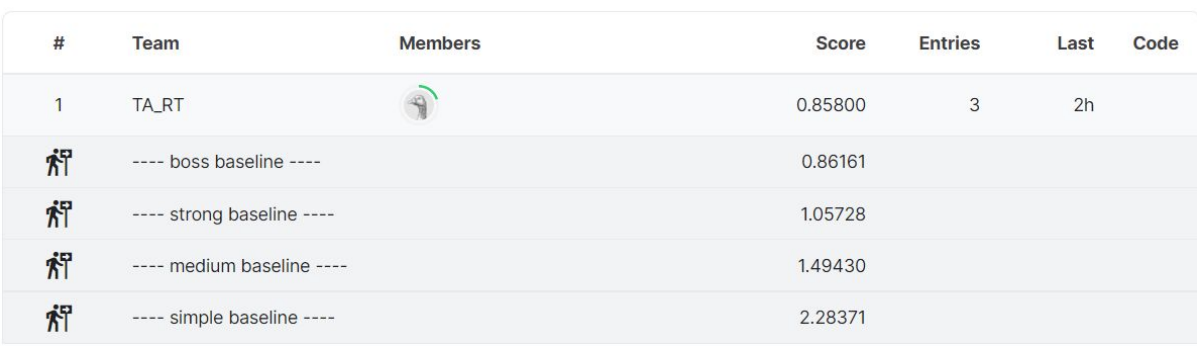 # Team Members Score Entries Last Code
1 TA_RT 0.85800 3 2h
---- boss baseline ---- 0.86161
---- strong baseline ---- 1.05728
---- medium baseline ---- 1.49430
---- simple baseline ---- 2.28371